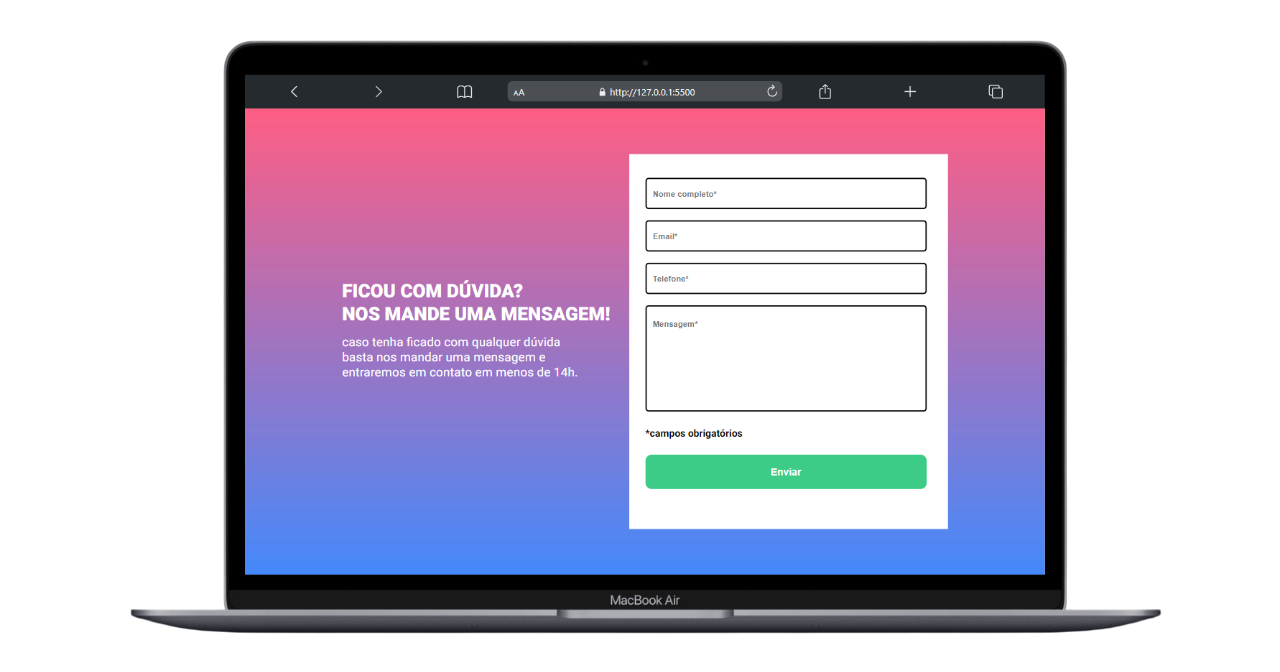 AA
http://127.0.0.1:5500
FICOU COM DÚVIDA?
NOS MANDE UMA MENSAGEM!
caso tenha ficado com qualquer dúvida
basta nos mandar uma mensagem e
entraremos em contato em menos de 14h.
Nome completo*
Email*
Telefone*
Mensagem*
*campos obrigatórios
Enviar
MacBook Air